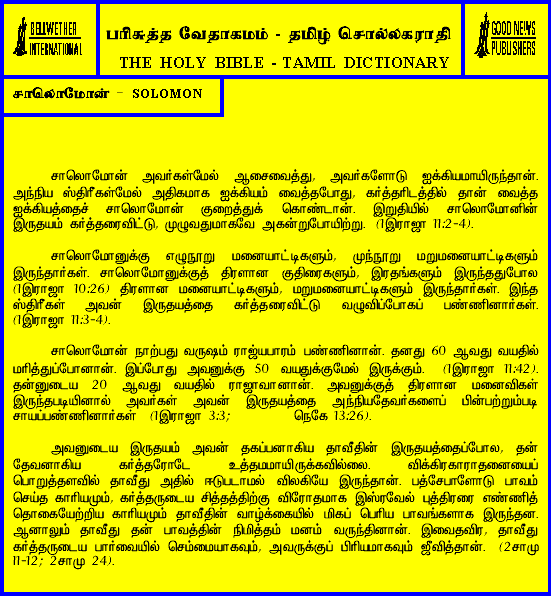 BELLWETHER
INTERNATIONAL
பரிசுத்த வேதாகமம் - தமிழ் சொல்லகராதி
THE HOLY BIBLE - TAMIL DICTIONARY
GOOD NEWS
PUBLISHERS
சாலொமோன் - SOLOMON
சாலொமோன் அவர்கள்மேல் ஆசைவைத்து, அவர்களோடு ஐக்கியமாயிருந்தான்.
அந்நிய ஸ்திரீகள்மேல் அதிகமாக ஐக்கியம் வைத்தபோது, கர்த்தரிடத்தில் தான் வைத்த
ஐக்கியத்தைச் சாலொமோன் குறைத்துக் கொண்டான். இறுதியில் சாலொமோனின்
இருதயம் கர்த்தரைவிட்டு, முழுவதுமாகவே அகன்றுபோயிற்று. (1இராஜா 11:2-4).
சாலொமோனுக்கு எழுநூறு மனையாட்டிகளும், முந்நூறு மறுமனையாட்டிகளும்
இருந்தார்கள். சாலொமோனுக்குத் திரளான குதிரைகளும், இரதங்களும் இருந்ததுபோல
(1இராஜா 10:26) திரளான மனையாட்டிகளும், மறுமனையாட்டிகளும் இருந்தார்கள். இந்த
ஸ்திரீகள் அவன் இருதயத்தை கர்த்தரைவிட்டு வழுவிப்போகப் பண்ணினார்கள்.
(1இராஜா 11:3-4).
சாலொமோன் நாற்பது வருஷம் ராஜ்யபாரம் பண்ணினான். தனது 60 ஆவது வயதில்
மரித்துப்போனான். இப்போது அவனுக்கு 50 வயதுக்குமேல் இருக்கும். (1இராஜா 11:42).
தன்னுடைய 20 ஆவது வயதில் ராஜாவானான். அவனுக்குத் திரளான மனைவிகள்
இருந்தபடியினால் அவர்கள் அவன் இருதயத்தை அந்நியதேவர்களைப் பின்பற்றும்படி
சாயப்பண்ணினார்கள் (1இராஜா 3:3; நெகே 13:26).
அவனுடைய இருதயம் அவன் தகப்பனாகிய தாவீதின் இருதயத்தைப்போல, தன்
தேவனாகிய கர்த்தரோடே உத்தமமாயிருக்கவில்லை. விக்கிரகாராதனையைப்
பொறுத்தளவில் தாவீது அதில் ஈடுபடாமல் விலகியே இருந்தான். பத்சேபாளோடு பாவம்
செய்த காரியமும், கர்த்தருடைய சித்தத்திற்கு விரோதமாக இஸ்ரவேல் புத்திரரை எண்ணித்
தொகையேற்றிய காரியமும் தாவீதின் வாழ்க்கையில் மிகப் பெரிய பாவங்களாக இருந்தன.
ஆனாலும் தாவீது தன் பாவத்தின் நிமித்தம் மனம் வருந்தினான். இவைதவிர, தாவீது
கர்த்தருடைய பார்வையில் செம்மையாகவும், அவருக்குப் பிரியமாகவும் ஜீவித்தான். (2சாமு
11-12; 2சாமு 24).